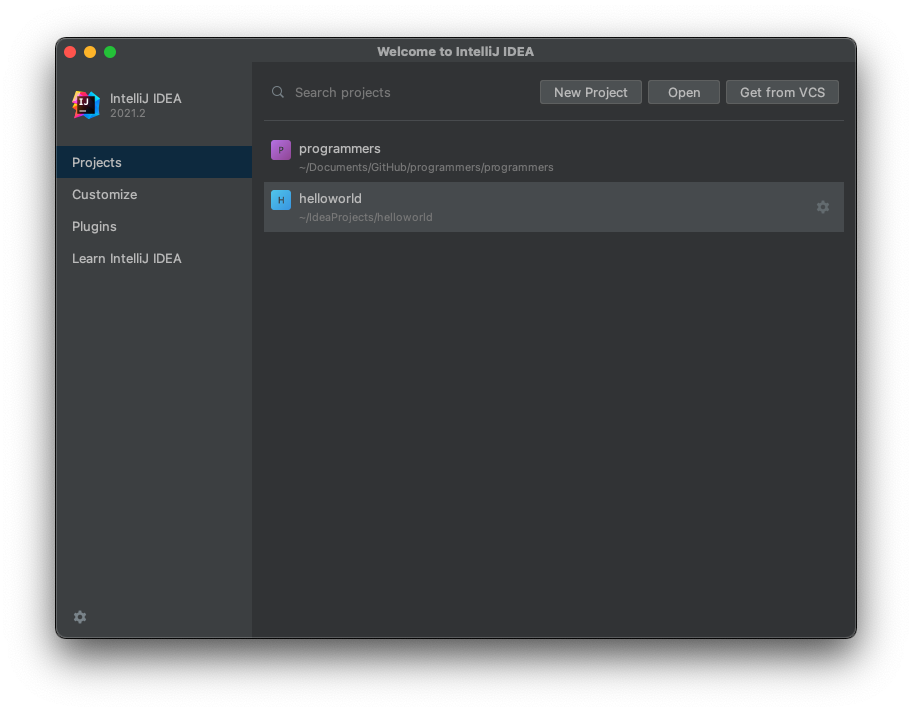 Welcome to IntelliJ IDEA
IJ
IntelliJ IDEA
2021.2
Search projects
New Project
Open
Get from VCS
Projects
Customize
Plugins
Learn IntelliJ IDEA
P
programmers
~/Documents/GitHub/programmers/programmers
H
helloworld
~/IdeaProjects/helloworld